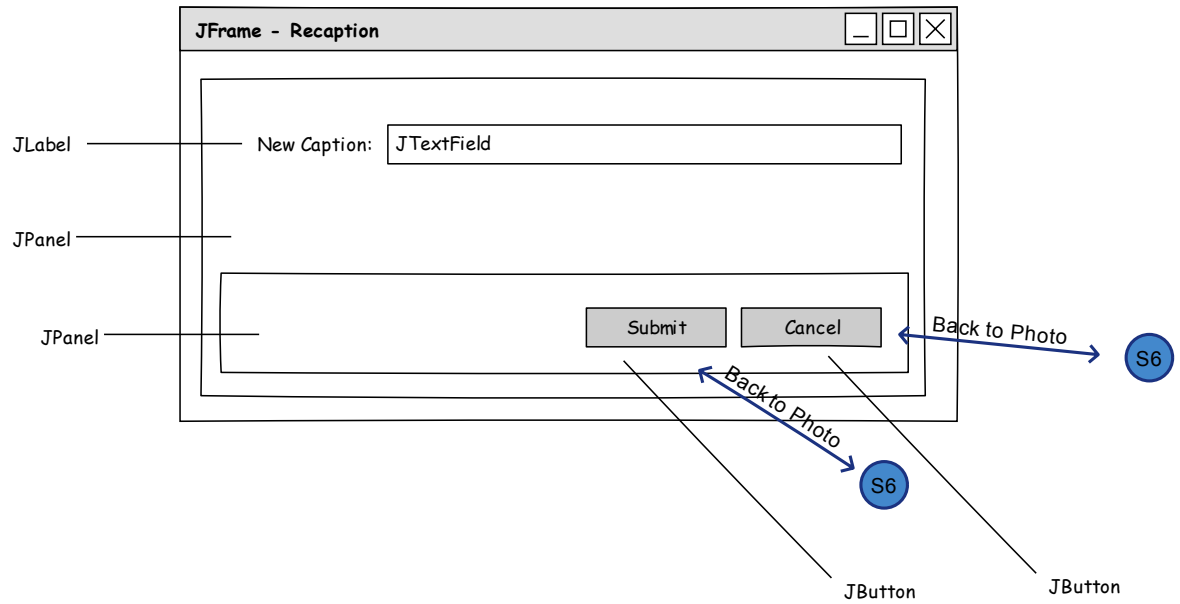 JFrame - Recaption
JLabel
New Caption:
JTextField
JPanel
JPanel
Submit
Cancel
Back to Photo
S6
Back to Photo
S6
JButton
JButton